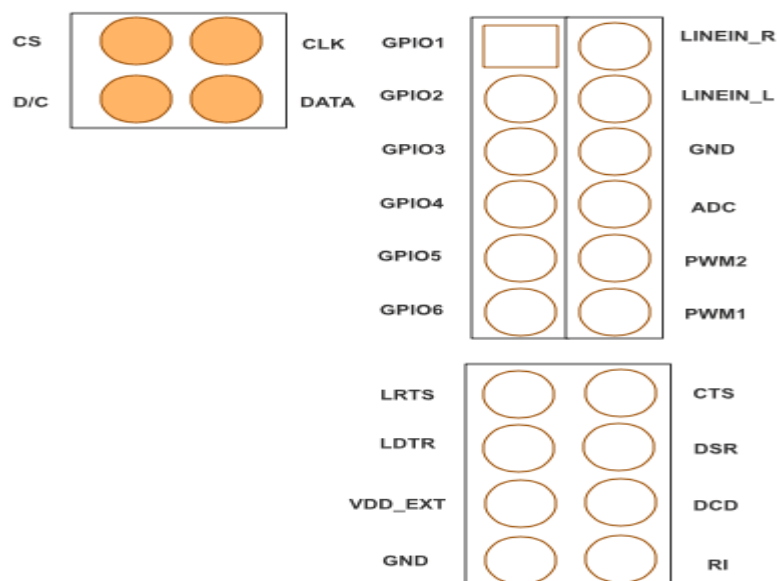 CS CLK
D/C DATA
GPIO1 LINEIN_R
GPIO2 LINEIN_L
GPIO3 GND
GPIO4 ADC
GPIO5 PWM2
GPIO6 PWM1
LRTS CTS
LDTR DSR
VDD_EXT DCD
GND RI